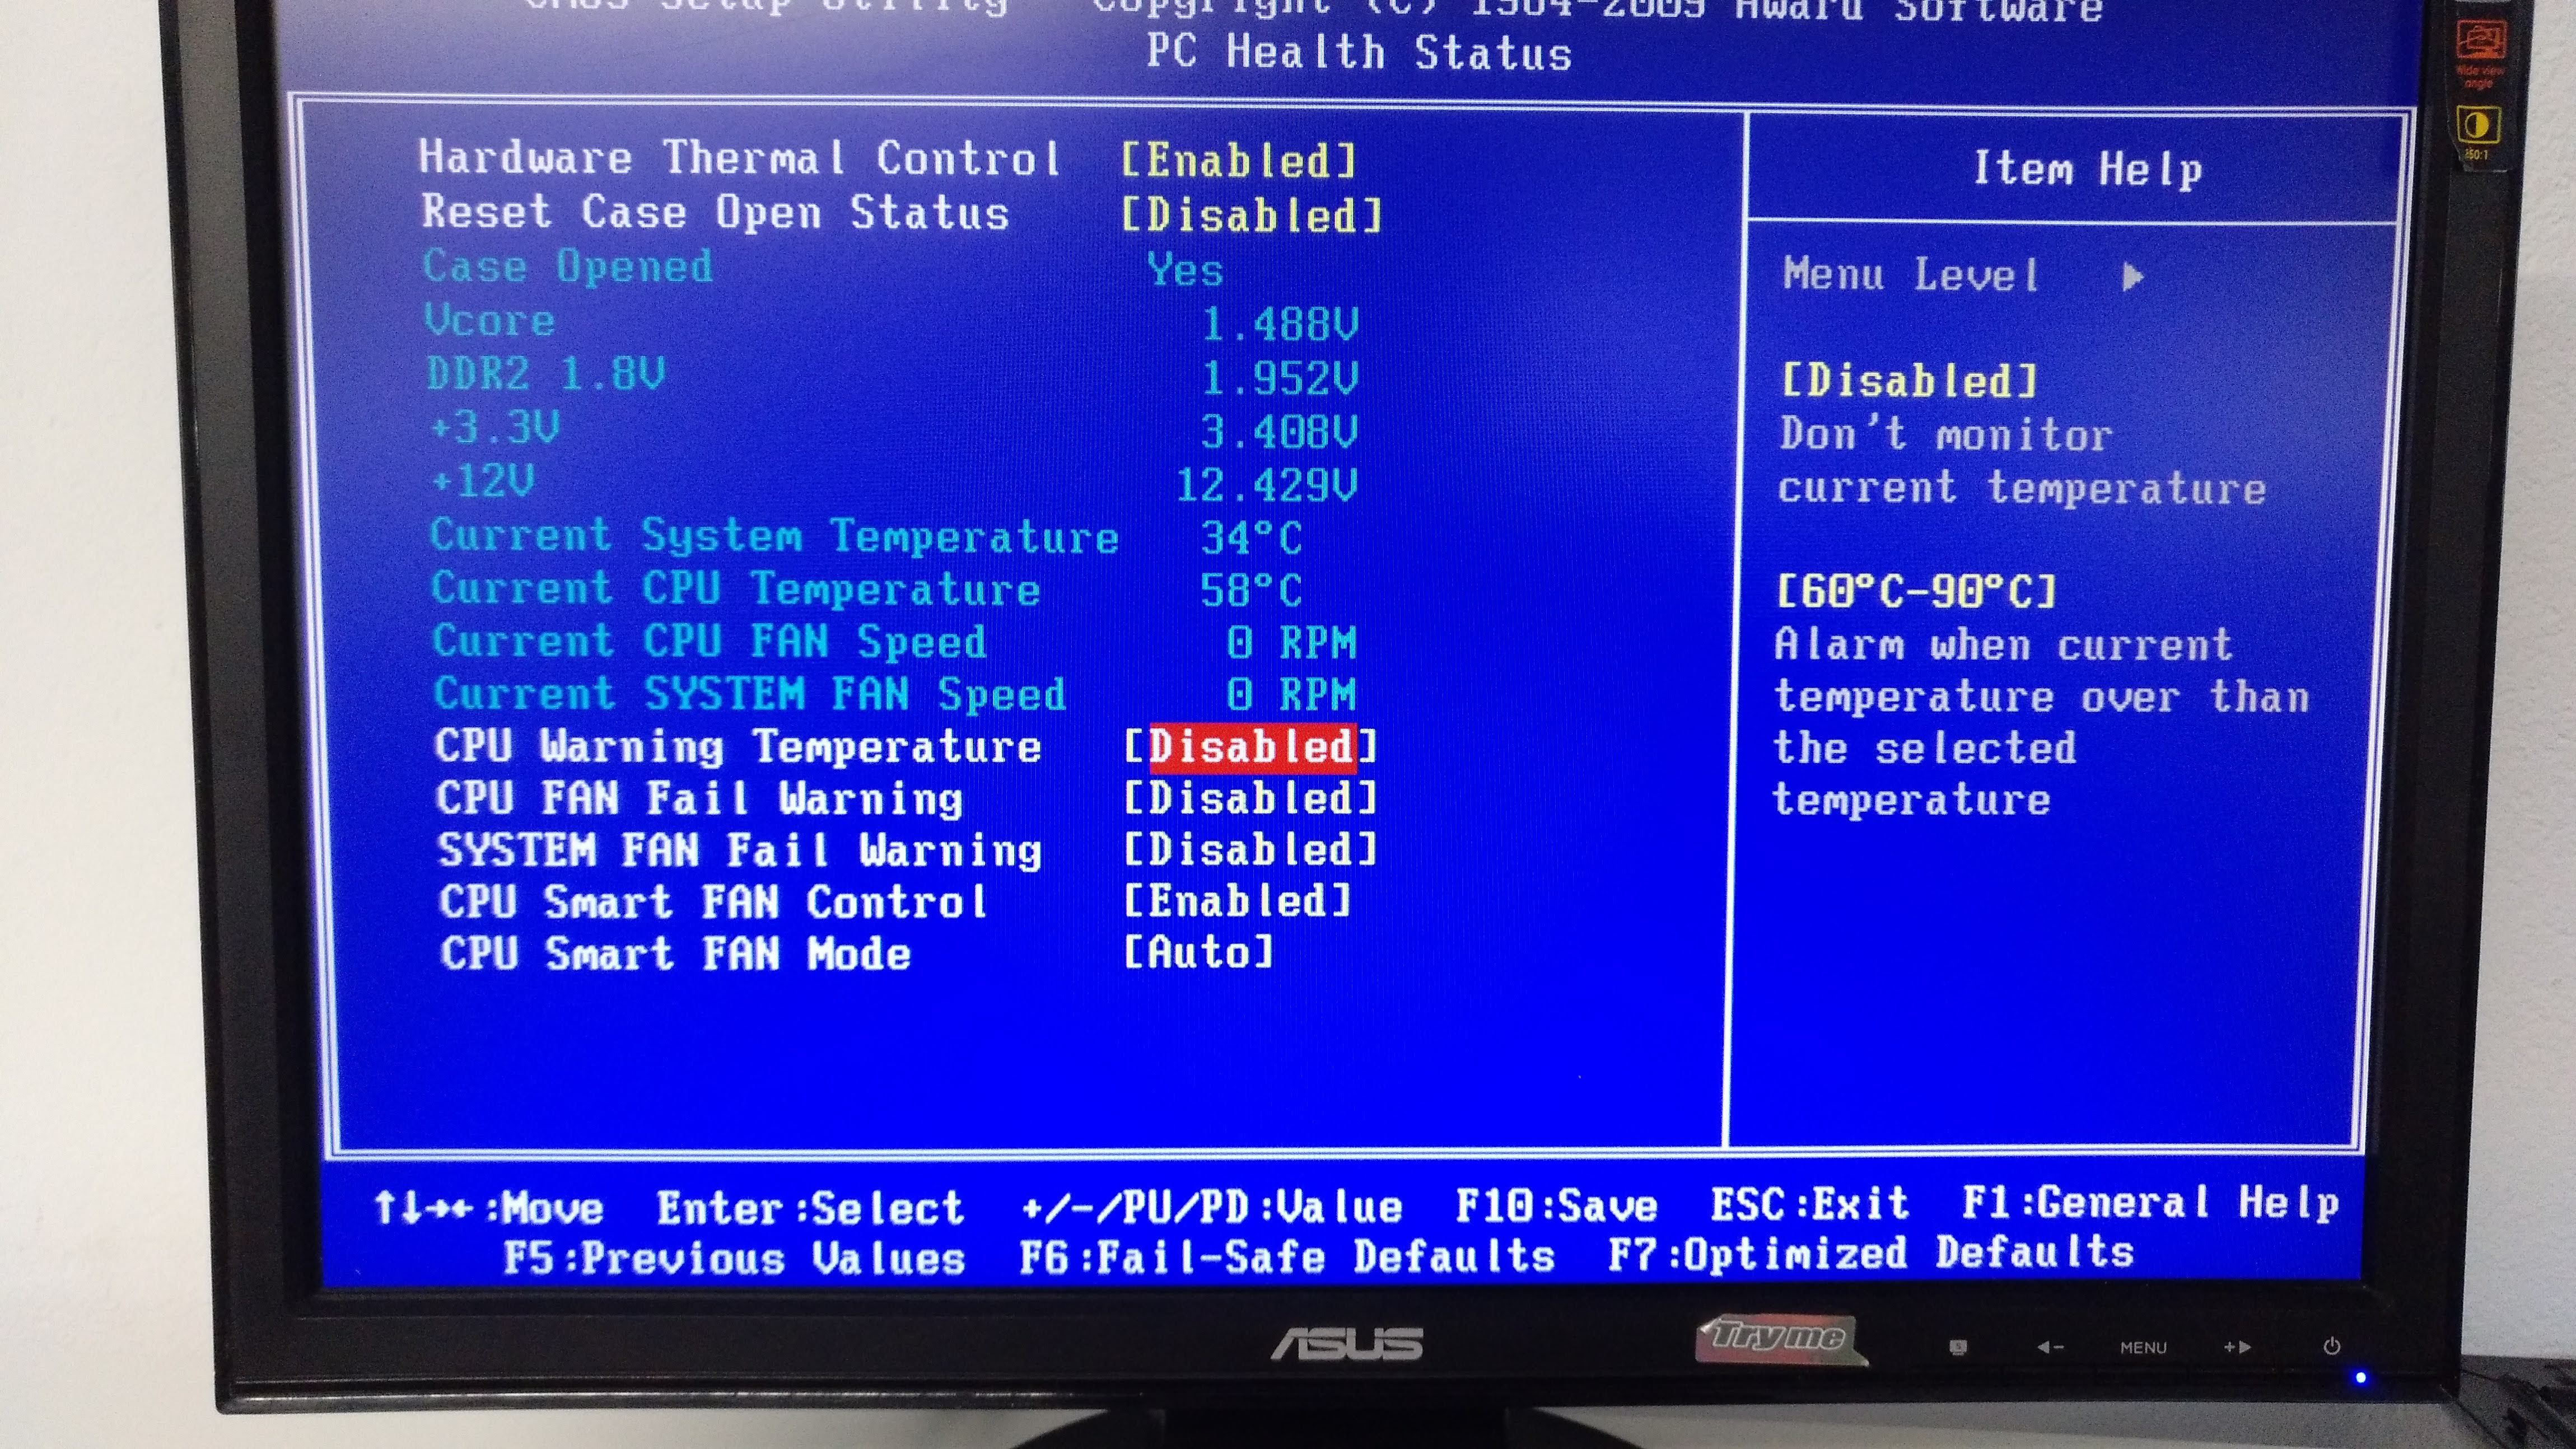 CMOS Setup Utility - Copyright (C) 1984-2009 Award Software
PC Health Status
Hardware Thermal Control [Enabled]
Reset Case Open Status [Disabled]
Case Opened Yes
Vcore 1.488V
DDR2 1.8V 1.952V
+3.3V 3.408V
+12V 12.429V
Current System Temperature 34°C
Current CPU Temperature 58°C
Current CPU FAN Speed 0 RPM
Current SYSTEM FAN Speed 0 RPM
CPU Warning Temperature [Disabled]
CPU FAN Fail Warning [Disabled]
SYSTEM FAN Fail Warning [Disabled]
CPU Smart FAN Control [Enabled]
CPU Smart FAN Mode [Auto]
Item Help
Menu Level ▶
[Disabled]
Don't monitor
current temperature
[60°C-90°C]
Alarm when current
temperature over than
the selected
temperature
↑↓→←:Move Enter:Select +/-/PU/PD:Value F10:Save ESC:Exit F1:General Help
F5:Previous Values F6:Fail-Safe Defaults F7:Optimized Defaults
Wide view
angle
ASUS
Try me
S
◀- MENU +▶